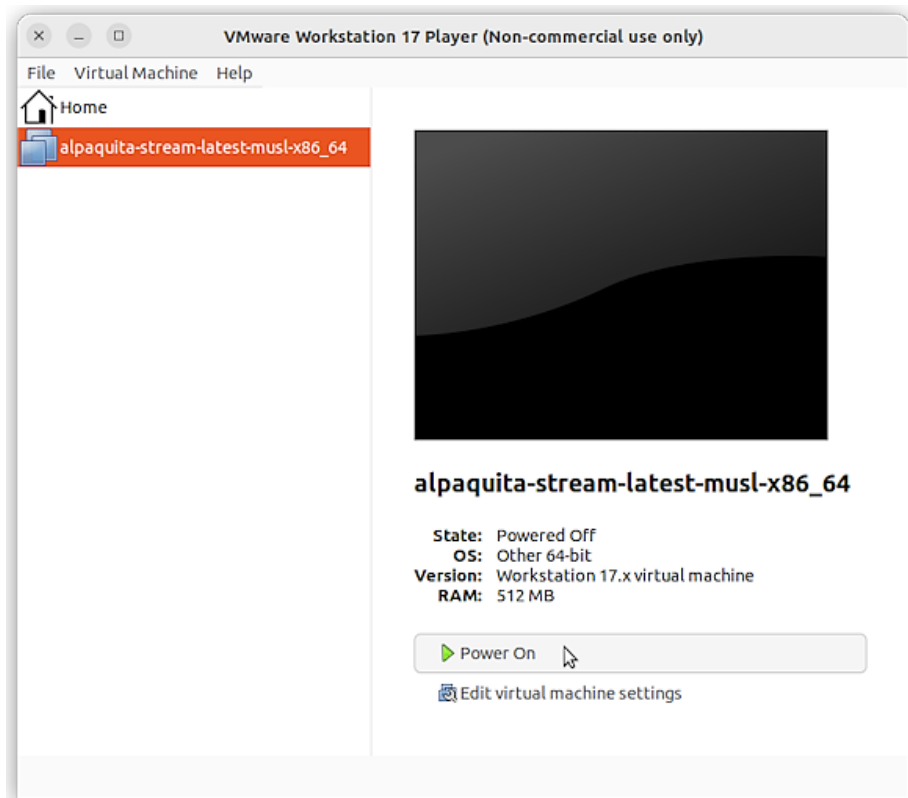 VMware Workstation 17 Player (Non-commercial use only)
File Virtual Machine Help
Home
alpaquita-stream-latest-musl-x86_64
alpaquita-stream-latest-musl-x86_64
State: Powered Off
OS: Other 64-bit
Version: Workstation 17.x virtual machine
RAM: 512 MB
Power On
Edit virtual machine settings